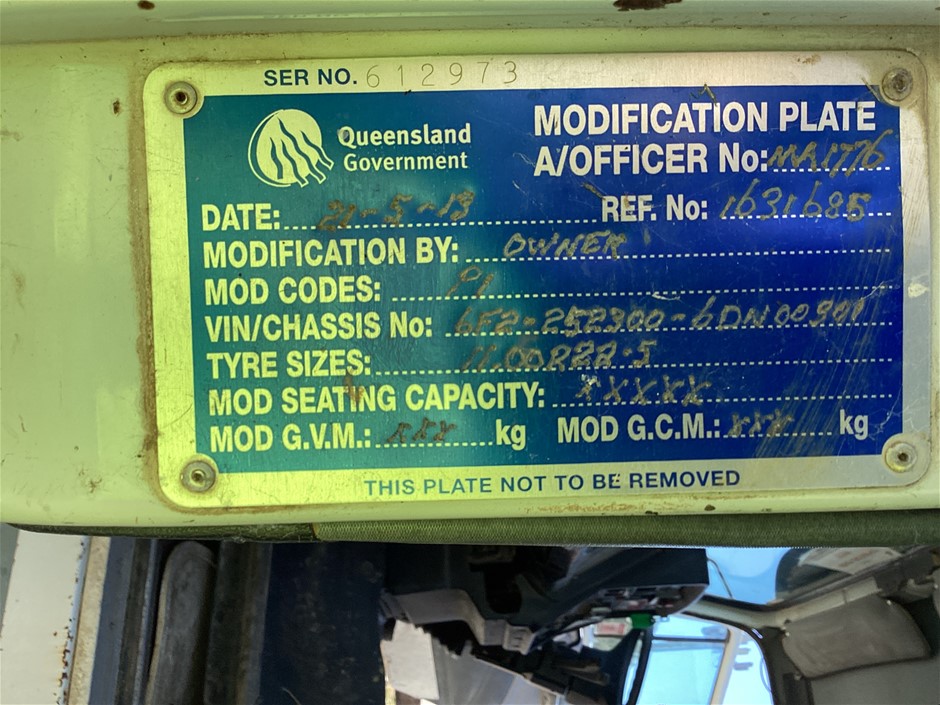 SER NO. 612973
Queensland
Government
MODIFICATION PLATE
A/OFFICER No: MA1776
DATE: 21-5-13 REF. No: 1631685
MODIFICATION BY: OWNER
MOD CODES: P1
VIN/CHASSIS No: 6F2-252300-6DN00301
TYRE SIZES: 11.00R22.5
MOD SEATING CAPACITY: XXXXX
MOD G.V.M.: XXX kg MOD G.C.M.: XXX kg
THIS PLATE NOT TO BE REMOVED